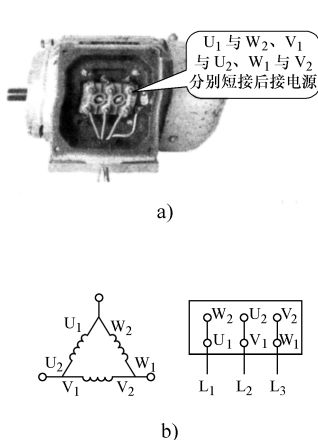 U₁与W₂、V₁
与U₂、W₁与V₂
分别短接后接电源
a)
U₁ W₂
U₂ W₁
V₁ V₂
W₂ U₂ V₂
U₁ V₁ W₁
L₁ L₂ L₃
b)